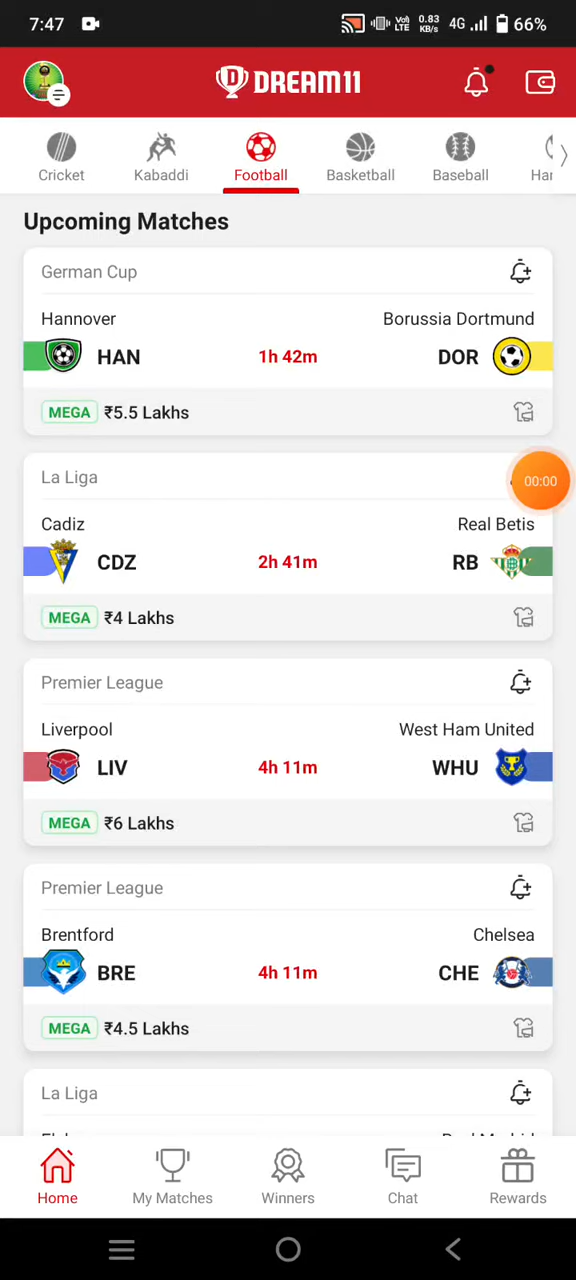 7:47 Vo) LTE 0.83 KB/s 4G 66%
DREAM11
Cricket Kabaddi Football Basketball Baseball
Upcoming Matches
German Cup
Hannover Borussia Dortmund
HAN 1h 42m DOR
MEGA ₹5.5 Lakhs
La Liga
00:00
Cadiz Real Betis
CDZ 2h 41m RB
MEGA ₹4 Lakhs
Premier League
Liverpool West Ham United
LIV 4h 11m WHU
MEGA ₹6 Lakhs
Premier League
Brentford Chelsea
BRE 4h 11m CHE
MEGA ₹4.5 Lakhs
La Liga
Home My Matches Winners Chat Rewards